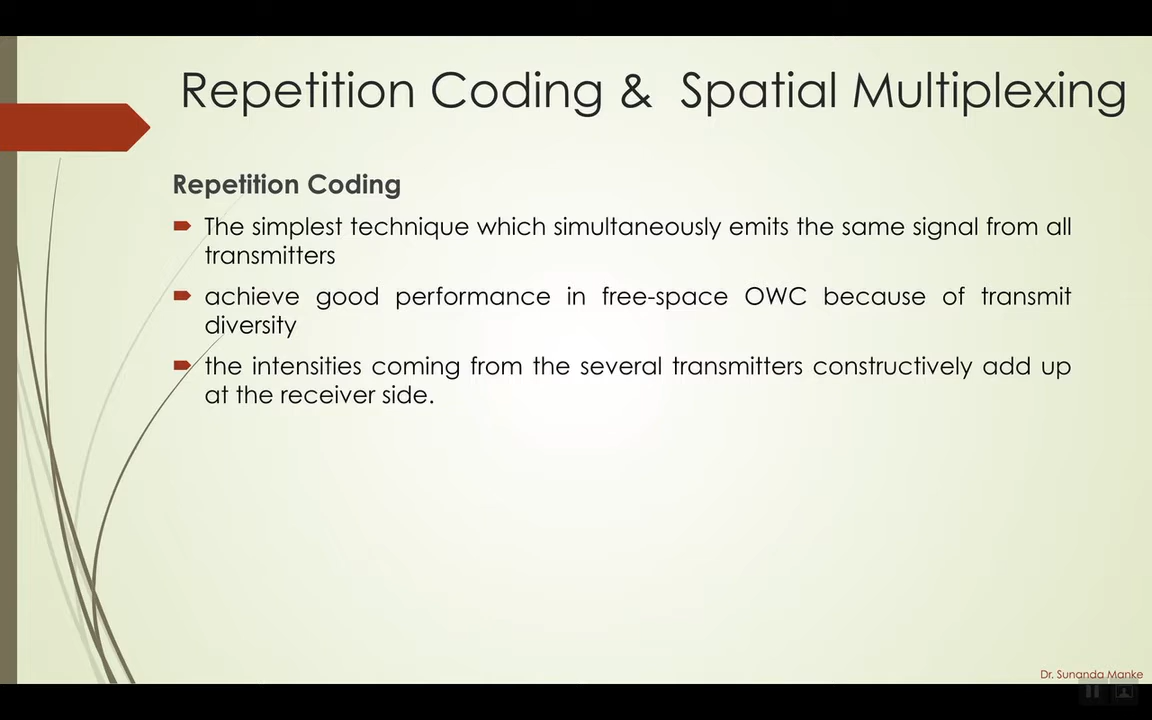 Repetition Coding & Spatial Multiplexing
Repetition Coding
The simplest technique which simultaneously emits the same signal from all
transmitters
achieve good performance in free-space OWC because of transmit
diversity
the intensities coming from the several transmitters constructively add up
at the receiver side.
Dr. Sunanda Manke